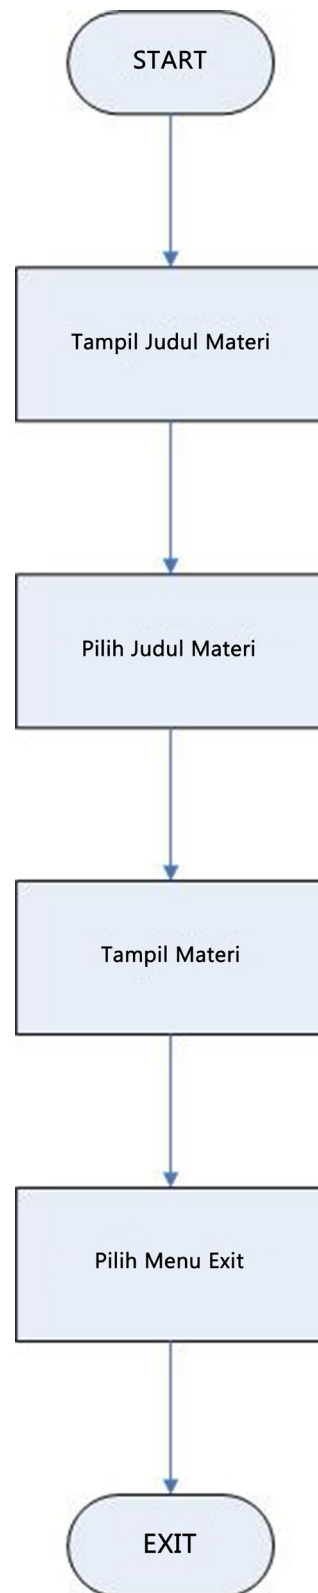 START
Tampil Judul Materi
Pilih Judul Materi
Tampil Materi
Pilih Menu Exit
EXIT